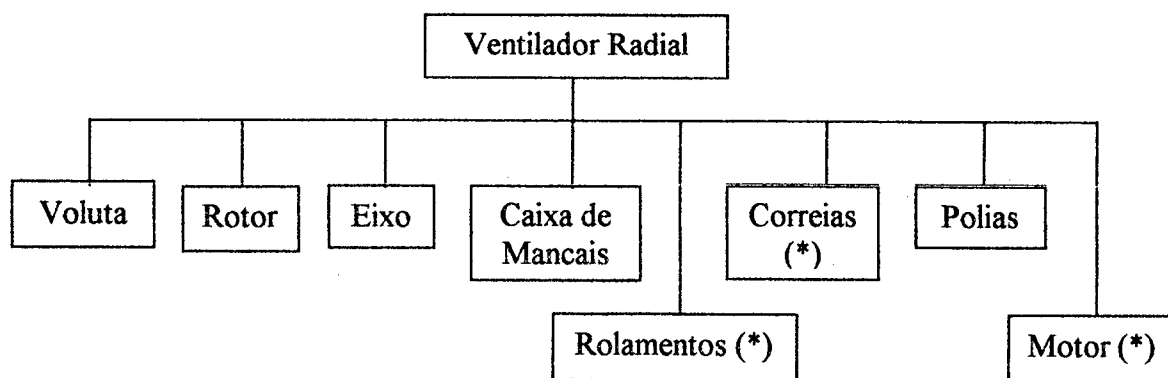 Ventilador Radial
Voluta
Rotor
Eixo
Caixa de
Mancais
Correias
(*)
Polias
Rolamentos (*)
Motor (*)